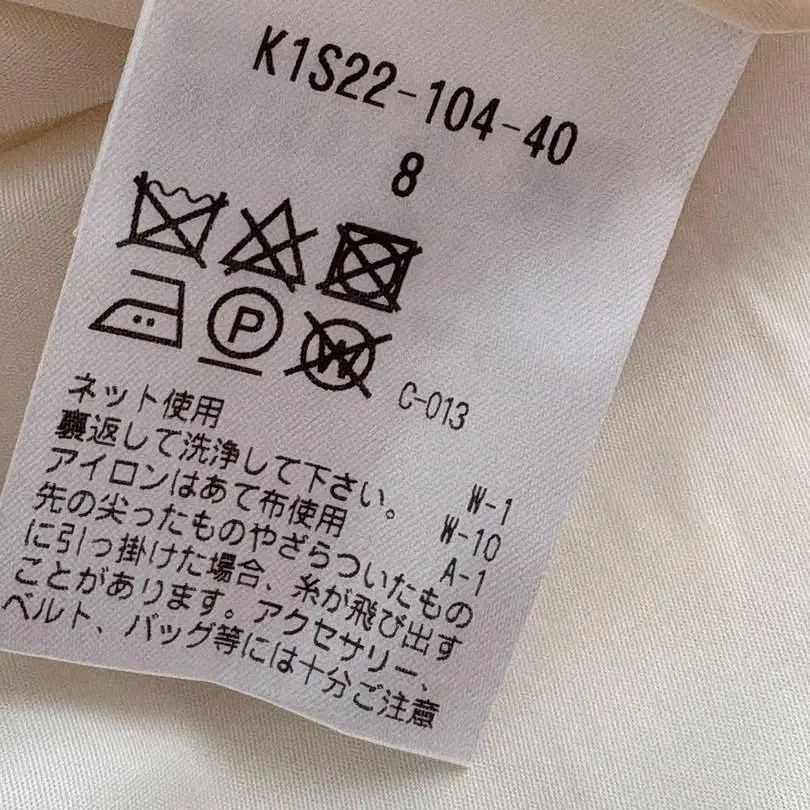 K1S22-104-40
8
P
W
C-013
ネット使用 W-1
裏返して洗浄して下さい。 W-10
アイロンはあて布使用 A-1
先の尖ったものやざらついたもの
に引っ掛けた場合、糸が飛び出す
ことがあります。アクセサリー、
ベルト、バッグ等には十分ご注意